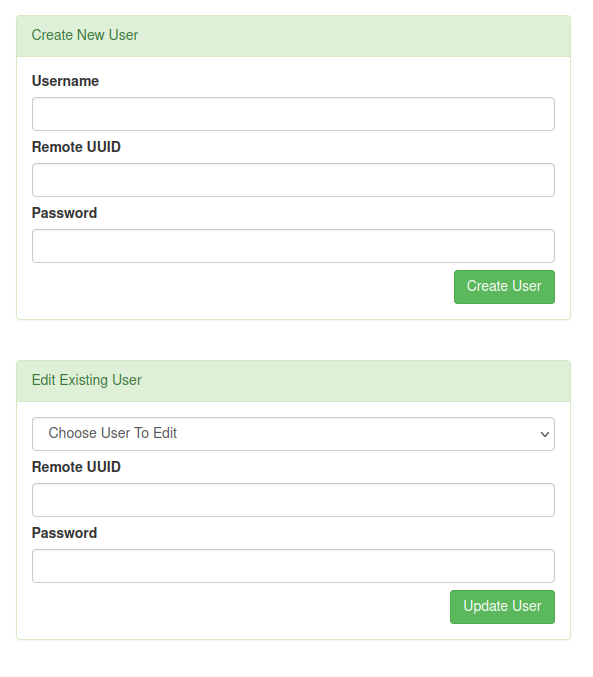 Create New User
Username
Remote UUID
Password
Create User
Edit Existing User
Choose User To Edit
Remote UUID
Password
Update User